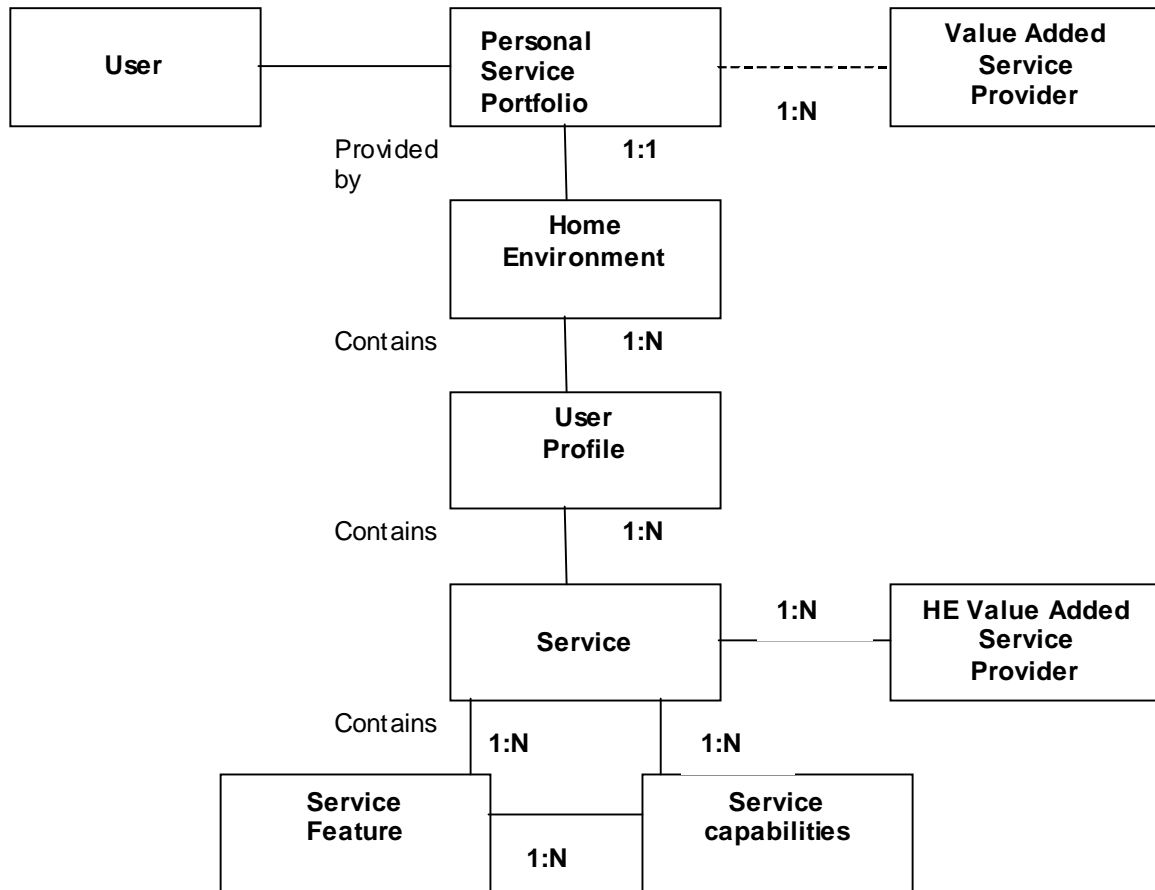 User
Personal
Service
Portfolio
Value Added
Service
Provider
1:N
Provided
by
1:1
Home
Environment
Contains
1:N
User
Profile
Contains
1:N
Service
1:N
HE Value Added
Service
Provider
Contains
1:N
1:N
Service
Feature
Service
capabilities
1:N